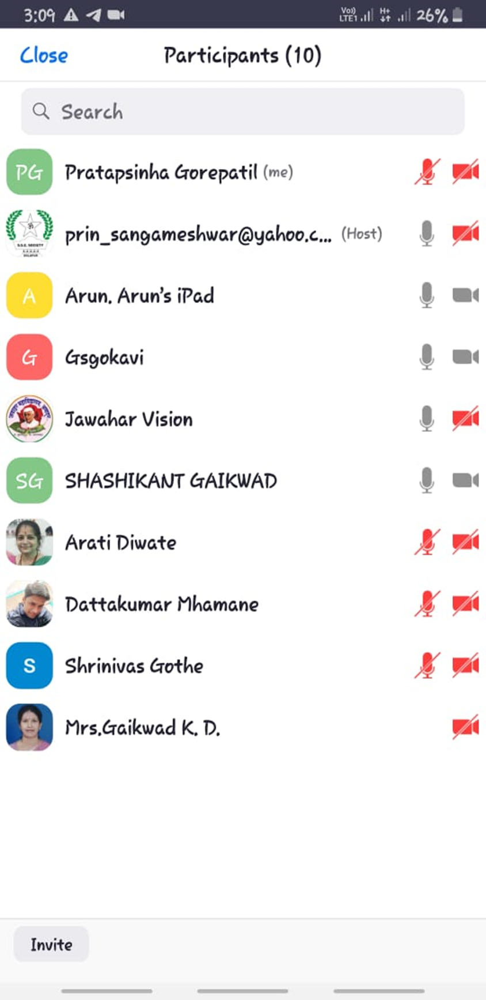 3:09 Vo) LTE1 H+ 26%
Close Participants (10)
Search
PG Pratapsinha Gorepatil (me)
prin_sangameshwar@yahoo.c... (Host)
S.G.E. SOCIETY
A Arun. Arun's iPad
G Gsgokavi
Jawahar Vision
SG SHASHIKANT GAIKWAD
Arati Diwate
Dattakumar Mhamane
S Shrinivas Gothe
Mrs.Gaikwad K. D.
Invite